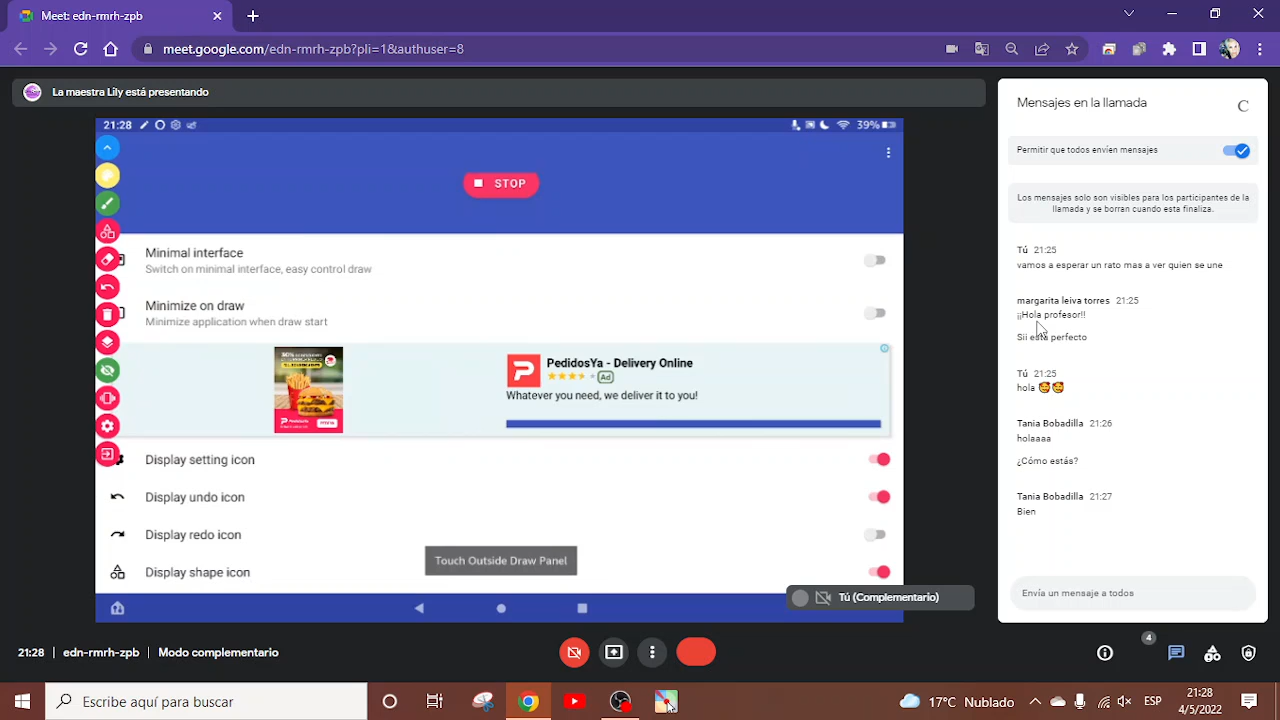 Meet: edn-rmrh-zpb
meet.google.com/edn-rmrh-zpb?pli=1&authuser=8
La maestra Lily está presentando
21:28
39%
STOP
Minimal interface
Switch on minimal interface, easy control draw
Minimize on draw
Minimize application when draw start
PedidosYa - Delivery Online
Ad
Whatever you need, we deliver it to you!
Display setting icon
Display undo icon
Display redo icon
Display shape icon
Touch Outside Draw Panel
Tú (Complementario)
Mensajes en la llamada
Permitir que todos envíen mensajes
Los mensajes solo son visibles para los participantes de la
llamada y se borran cuando esta finaliza.
Tú 21:25
vamos a esperar un rato mas a ver quien se une
margarita leiva torres 21:25
¡¡Hola profesor!!
Sii esta perfecto
Tú 21:25
hola 🥰🥰
Tania Bobadilla 21:26
holaaaa
¿Cómo estás?
Tania Bobadilla 21:27
Bien
Envía un mensaje a todos
21:28 | edn-rmrh-zpb | Modo complementario
4
Escribe aquí para buscar
17°C Nublado
ESP
21:28
4/5/2022